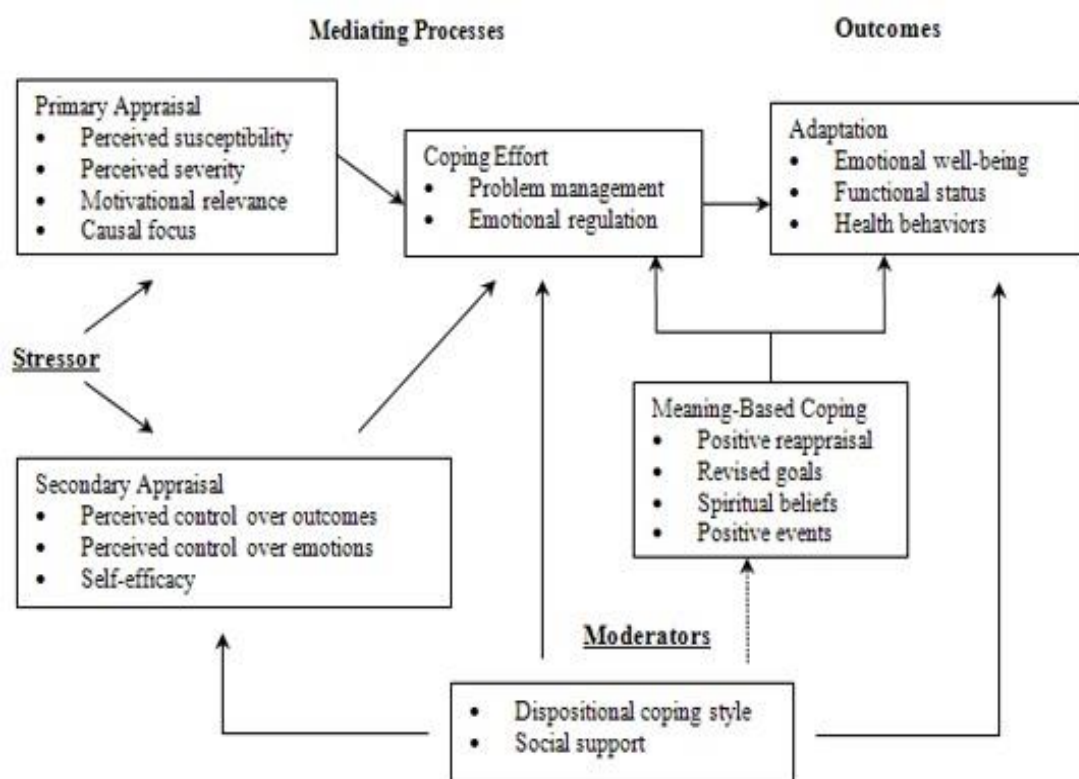 Mediating Processes
Outcomes
Primary Appraisal
• Perceived susceptibility
• Perceived severity
• Motivational relevance
• Causal focus
Coping Effort
• Problem management
• Emotional regulation
Adaptation
• Emotional well-being
• Functional status
• Health behaviors
Stressor
Secondary Appraisal
• Perceived control over outcomes
• Perceived control over emotions
• Self-efficacy
Meaning-Based Coping
• Positive reappraisal
• Revised goals
• Spiritual beliefs
• Positive events
Moderators
• Dispositional coping style
• Social support